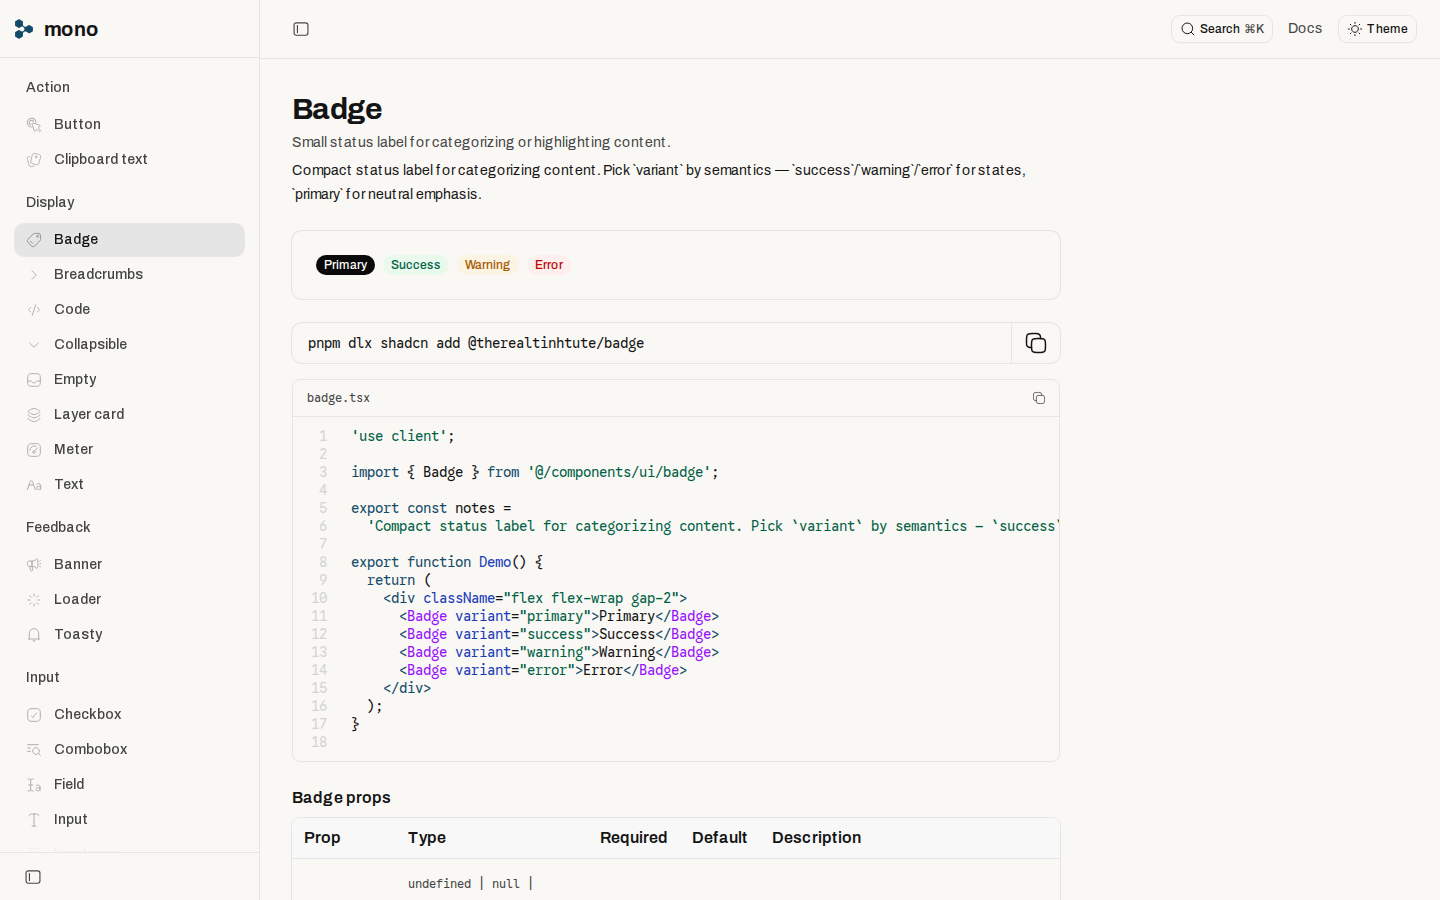 mono
Search ⌘K
Docs
Theme
Action
Button
Clipboard text
Display
Badge
Breadcrumbs
Code
Collapsible
Empty
Layer card
Meter
Text
Feedback
Banner
Loader
Toasty
Input
Checkbox
Combobox
Field
Input
Badge
Small status label for categorizing or highlighting content.
Compact status label for categorizing content. Pick `variant` by semantics — `success`/`warning`/`error` for states,
`primary` for neutral emphasis.
Primary Success Warning Error
pnpm dlx shadcn add @therealtinhtute/badge
badge.tsx
1 'use client';
2
3 import { Badge } from '@/components/ui/badge';
4
5 export const notes =
6 'Compact status label for categorizing content. Pick `variant` by semantics — `success`
7
8 export function Demo() {
9 return (
10 <div className="flex flex-wrap gap-2">
11 <Badge variant="primary">Primary</Badge>
12 <Badge variant="success">Success</Badge>
13 <Badge variant="warning">Warning</Badge>
14 <Badge variant="error">Error</Badge>
15 </div>
16 );
17 }
18
Badge props
Prop Type Required Default Description
undefined | null |